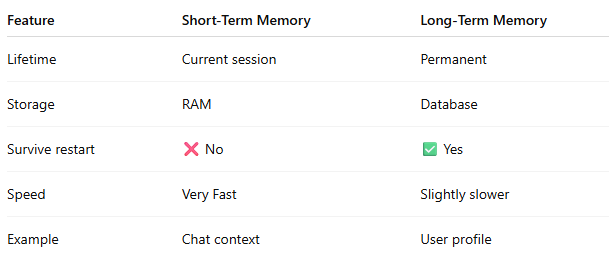 Feature Short-Term Memory Long-Term Memory
Lifetime Current session Permanent
Storage RAM Database
Survive restart ❌ No ✅ Yes
Speed Very Fast Slightly slower
Example Chat context User profile